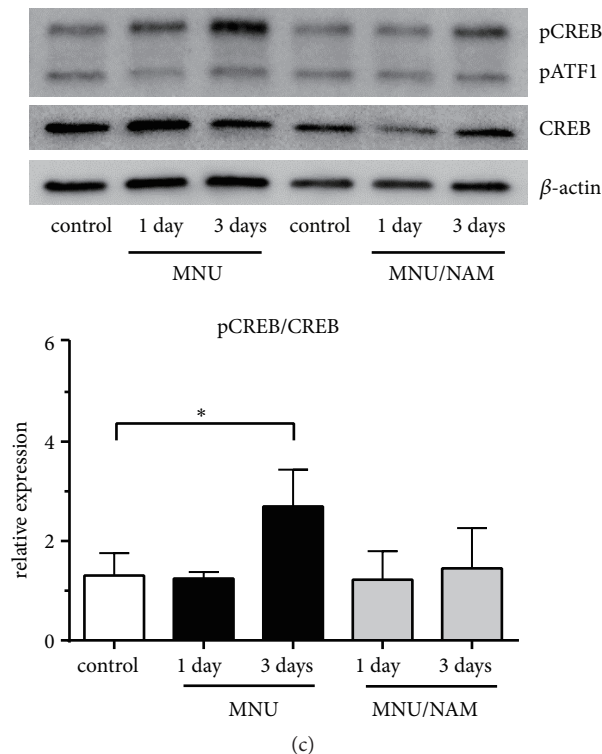 pCREB
pATF1
CREB
β-actin
control 1 day 3 days control 1 day 3 days
MNU MNU/NAM
pCREB/CREB
6
4
2
0
relative expression
*
control 1 day 3 days 1 day 3 days
MNU MNU/NAM
(c)